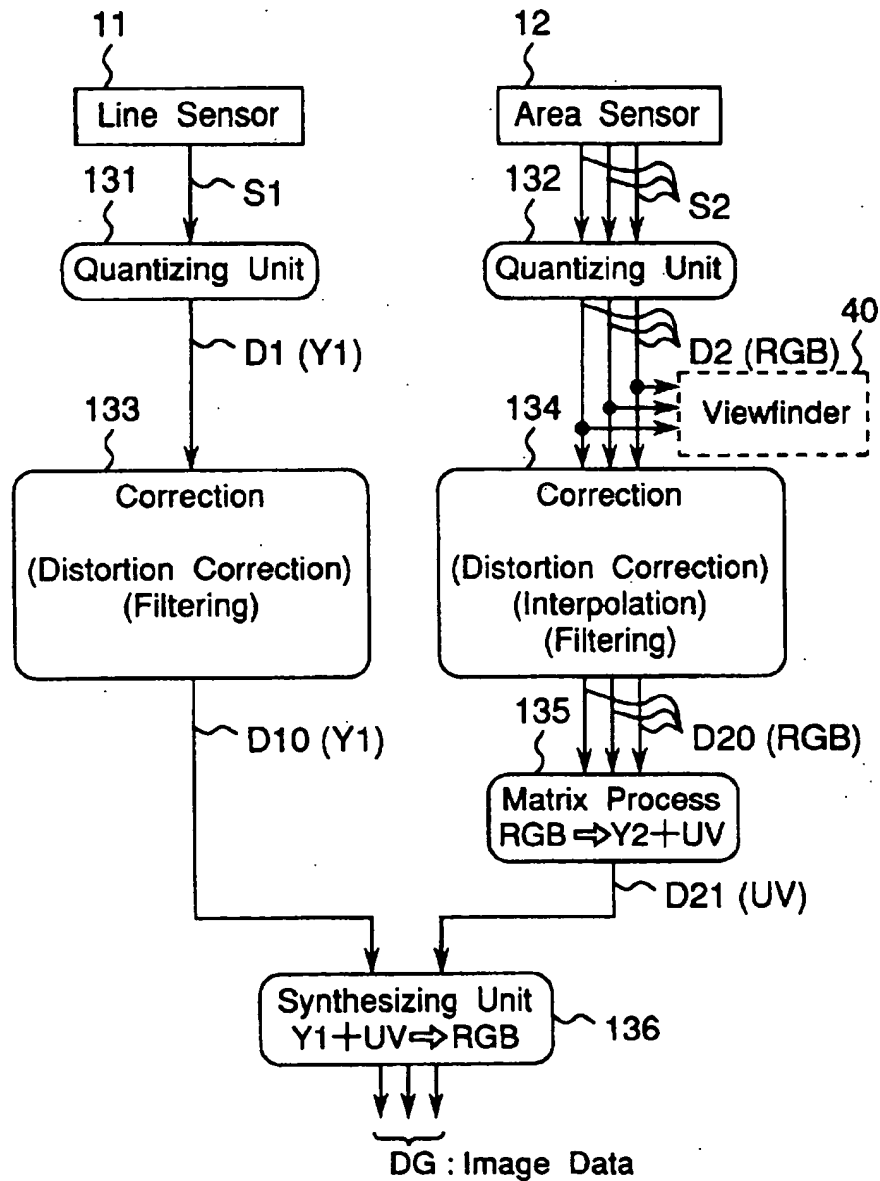 11
Line Sensor
12
Area Sensor
S1
S2
131
Quantizing Unit
132
Quantizing Unit
D1 (Y1)
D2 (RGB)
40
Viewfinder
133
Correction
(Distortion Correction)
(Filtering)
134
Correction
(Distortion Correction)
(Interpolation)
(Filtering)
D10 (Y1)
D20 (RGB)
135
Matrix Process
RGB⇨Y2+UV
D21 (UV)
Synthesizing Unit
Y1+UV⇨RGB
136
DG : Image Data